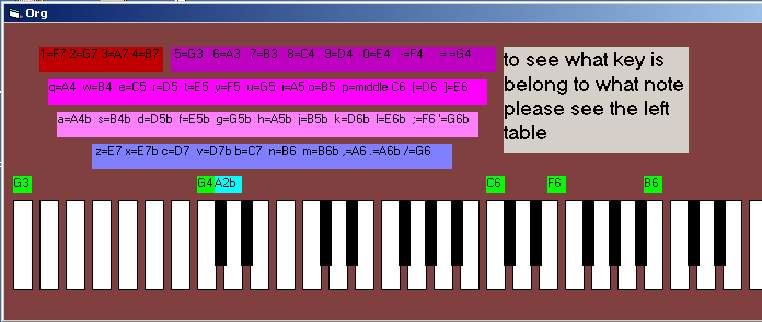 Org
1=F7 2=G7 3=A7 4=B7 5=G3 6=A3 7=B3 8=C4 9=D4 0=E4 -=F4 ==G4
to see what key is
belong to what note
please see the left
table
q=A4 w=B4 e=C5 r=D5 t=E5 y=F5 u=G5 i=A5 o=B5 p=middle C6 [=D6 ]=E6
a=A4b s=B4b d=D5b f=E5b g=G5b h=A5b j=B5b k=D6b l=E6b ;=F6 '=G6b
z=E7 x=E7b c=D7 v=D7b b=C7 n=B6 m=B6b ,=A6 .=A6b /=G6
G3 G4 A2b C6 F6 B6